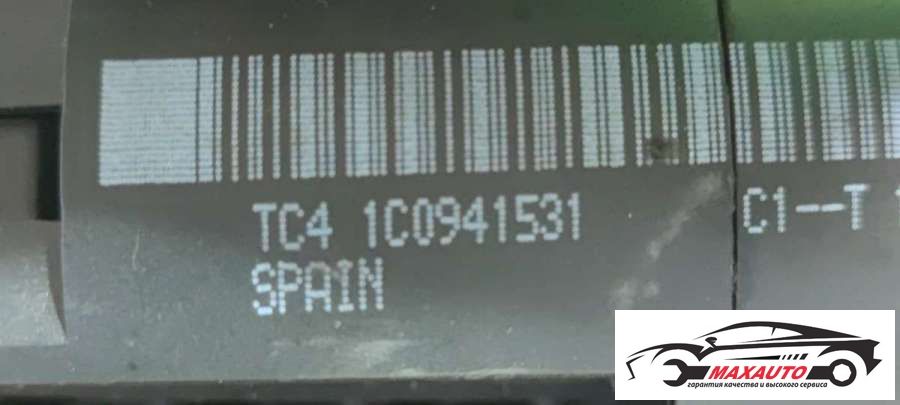 TC4 1C0941531 C1--T
SPAIN
MAXAUTO
гарантия качества и высокого сервиса